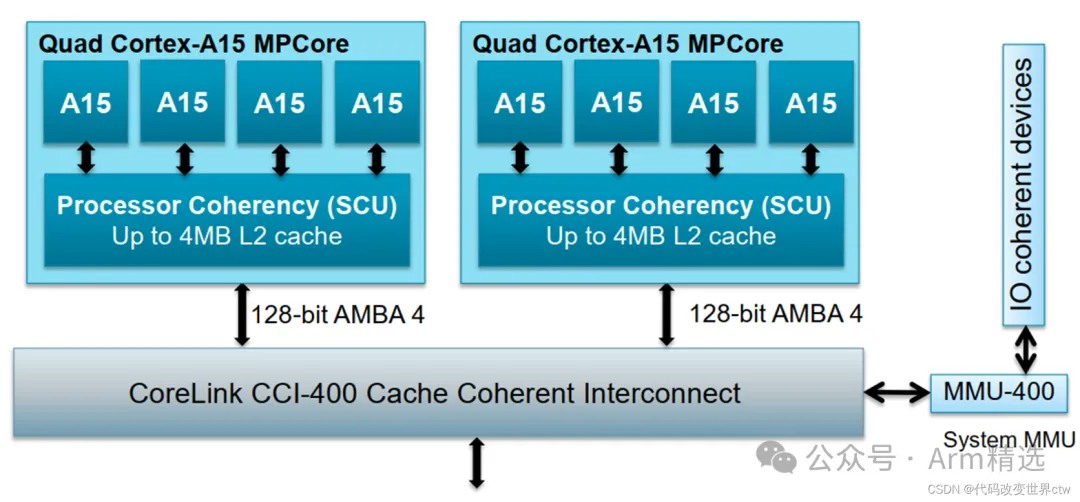 Quad Cortex-A15 MPCore
A15 A15 A15 A15
Processor Coherency (SCU)
Up to 4MB L2 cache
128-bit AMBA 4
Quad Cortex-A15 MPCore
A15 A15 A15 A15
Processor Coherency (SCU)
Up to 4MB L2 cache
128-bit AMBA 4
IO coherent devices
CoreLink CCI-400 Cache Coherent Interconnect
MMU-400
System MMU
公众号 · Arm精选
CSDN @代码改变世界ctw